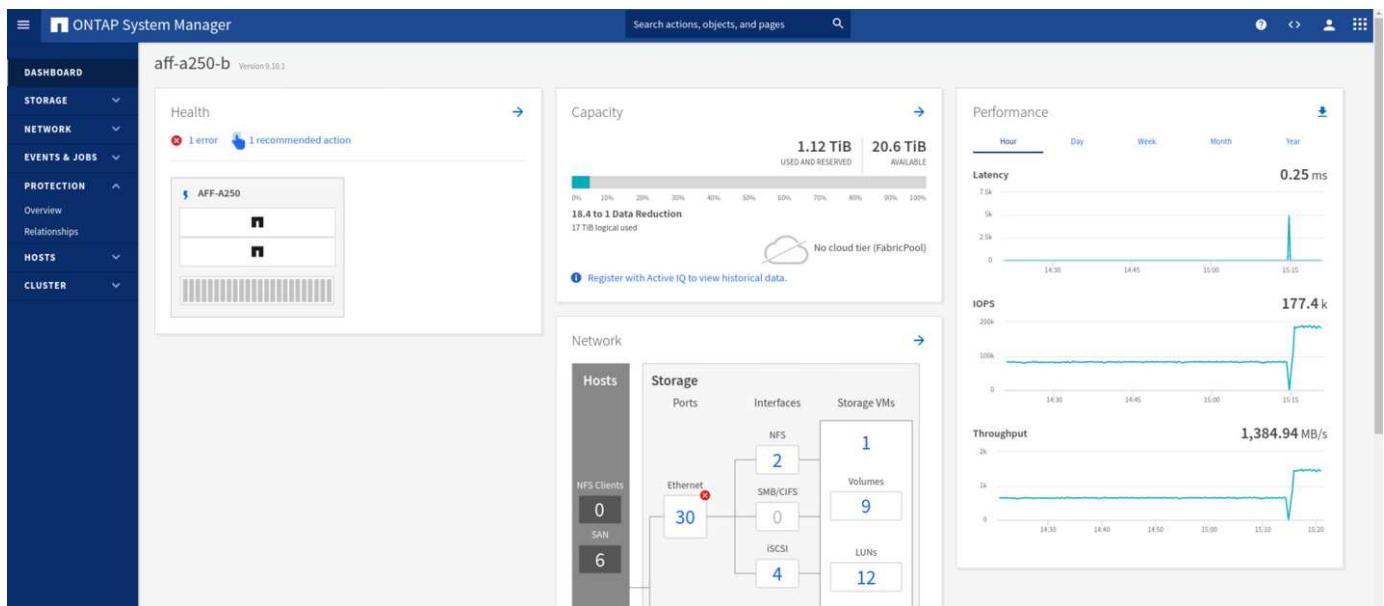 ONTAP System Manager
Search actions, objects, and pages
DASHBOARD
STORAGE
NETWORK
EVENTS & JOBS
PROTECTION
Overview
Relationships
HOSTS
CLUSTER
aff-a250-b Version 9.10.1
Health
1 error 1 recommended action
AFF-A250
Capacity
1.12 TiB 20.6 TiB
USED AND RESERVED AVAILABLE
0% 10% 20% 30% 40% 50% 60% 70% 80% 90% 100%
18.4 to 1 Data Reduction
17 TiB logical used
No cloud tier (FabricPool)
Register with Active IQ to view historical data.
Network
Hosts Storage
Ports Interfaces Storage VMs
NFS
2
1
NFS Clients
0
Ethernet
30
SMB/CIFS
0
Volumes
9
SAN
6
iSCSI
4
LUNs
12
Performance
Hour Day Week Month Year
Latency 0.25 ms
7.5k
5k
2.5k
0
14:30 14:45 15:00 15:15
IOPS 177.4 k
200k
100k
0
14:30 14:45 15:00 15:15
Throughput 1,384.94 MB/s
2k
1k
0
14:30 14:40 14:50 15:00 15:10 15:20